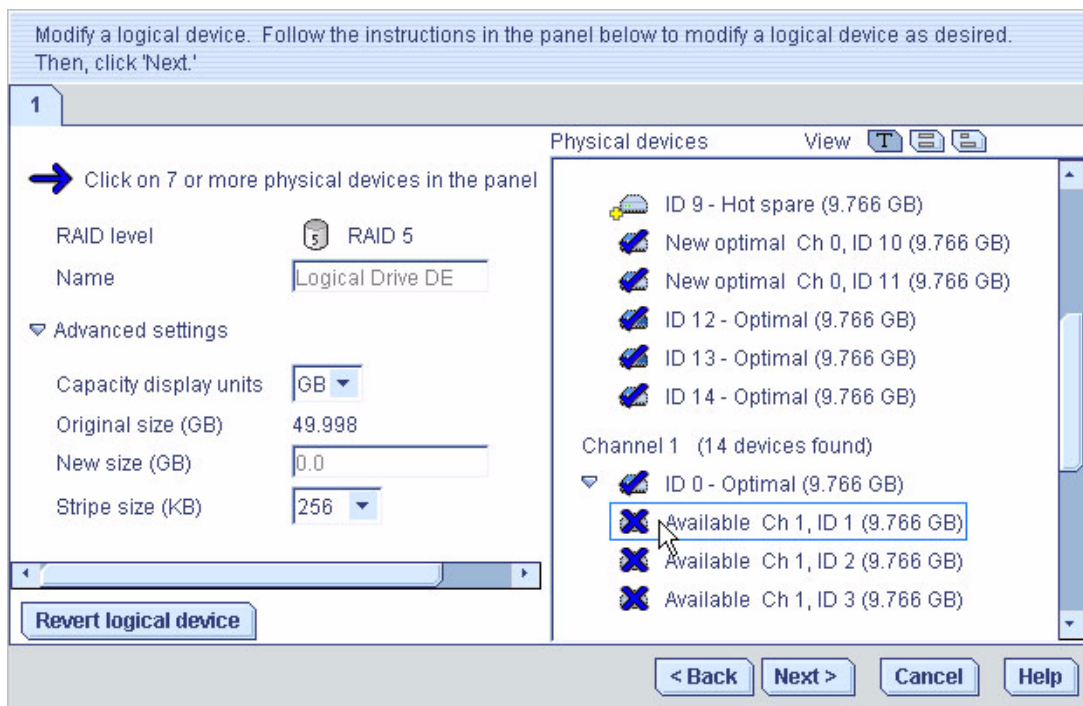 Modify a logical device. Follow the instructions in the panel below to modify a logical device as desired.
Then, click 'Next.'
1
Click on 7 or more physical devices in the panel
RAID level 5 RAID 5
Name Logical Drive DE
Advanced settings
Capacity display units GB
Original size (GB) 49.998
New size (GB) 0.0
Stripe size (KB) 256
Revert logical device
Physical devices View T
ID 9 - Hot spare (9.766 GB)
New optimal Ch 0, ID 10 (9.766 GB)
New optimal Ch 0, ID 11 (9.766 GB)
ID 12 - Optimal (9.766 GB)
ID 13 - Optimal (9.766 GB)
ID 14 - Optimal (9.766 GB)
Channel 1 (14 devices found)
ID 0 - Optimal (9.766 GB)
Available Ch 1, ID 1 (9.766 GB)
Available Ch 1, ID 2 (9.766 GB)
Available Ch 1, ID 3 (9.766 GB)
< Back Next > Cancel Help